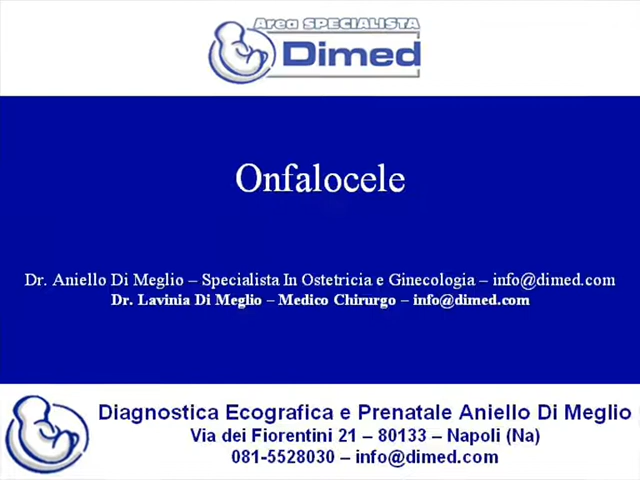 Area SPECIALISTA
Dimed
Onfalocele
Dr. Aniello Di Meglio – Specialista In Ostetricia e Ginecologia – info@dimed.com
Dr. Lavinia Di Meglio – Medico Chirurgo – info@dimed.com
Diagnostica Ecografica e Prenatale Aniello Di Meglio
Via dei Fiorentini 21 – 80133 – Napoli (Na)
081-5528030 – info@dimed.com